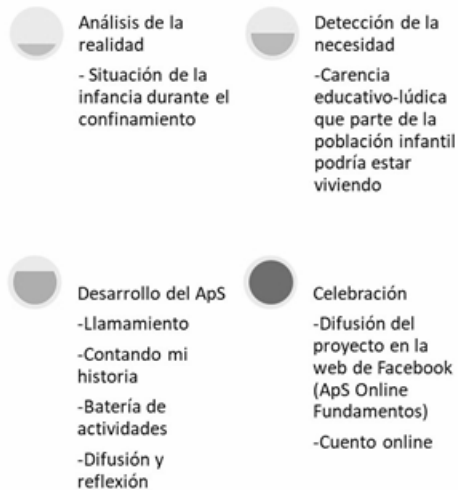 Análisis de la
realidad
- Situación de la
infancia durante el
confinamiento
Detección de la
necesidad
-Carencia
educativo-lúdica
que parte de la
población infantil
podría estar
viviendo
Desarrollo del ApS
-Llamamiento
-Contando mi
historia
-Batería de
actividades
-Difusión y
reflexión
Celebración
-Difusión del
proyecto en la
web de Facebook
(ApS Online
Fundamentos)
-Cuento online